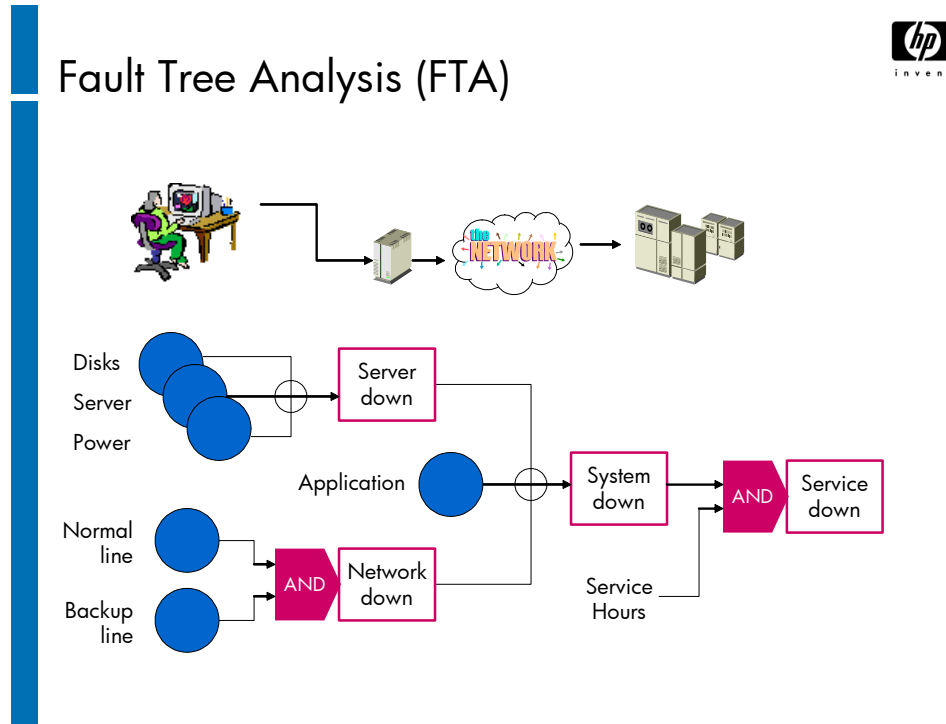 Fault Tree Analysis (FTA)
hp
inven
the
NETWORK
Disks
Server
Power
Server
down
Application
System
down
AND
Service
down
Normal
line
Backup
line
AND
Network
down
Service
Hours